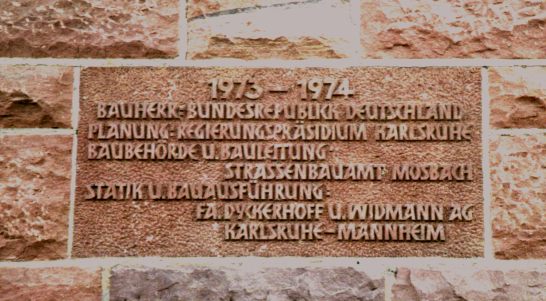 1973 – 1974
BAUHERR: BUNDESREPUBLICK DEUTSCHLAND
PLANUNG: REGIERUNGSPRÄSIDIUM KARLSRUHE
BAUBEHÖRDE U. BAULEITUNG:
STRASSENBAUAMT MOSBACH
STATIK U. BAUAUSFÜHRUNG:
FA. DYCKERHOFF U. WIDMANN AG
KARLSRUHE – MANNHEIM